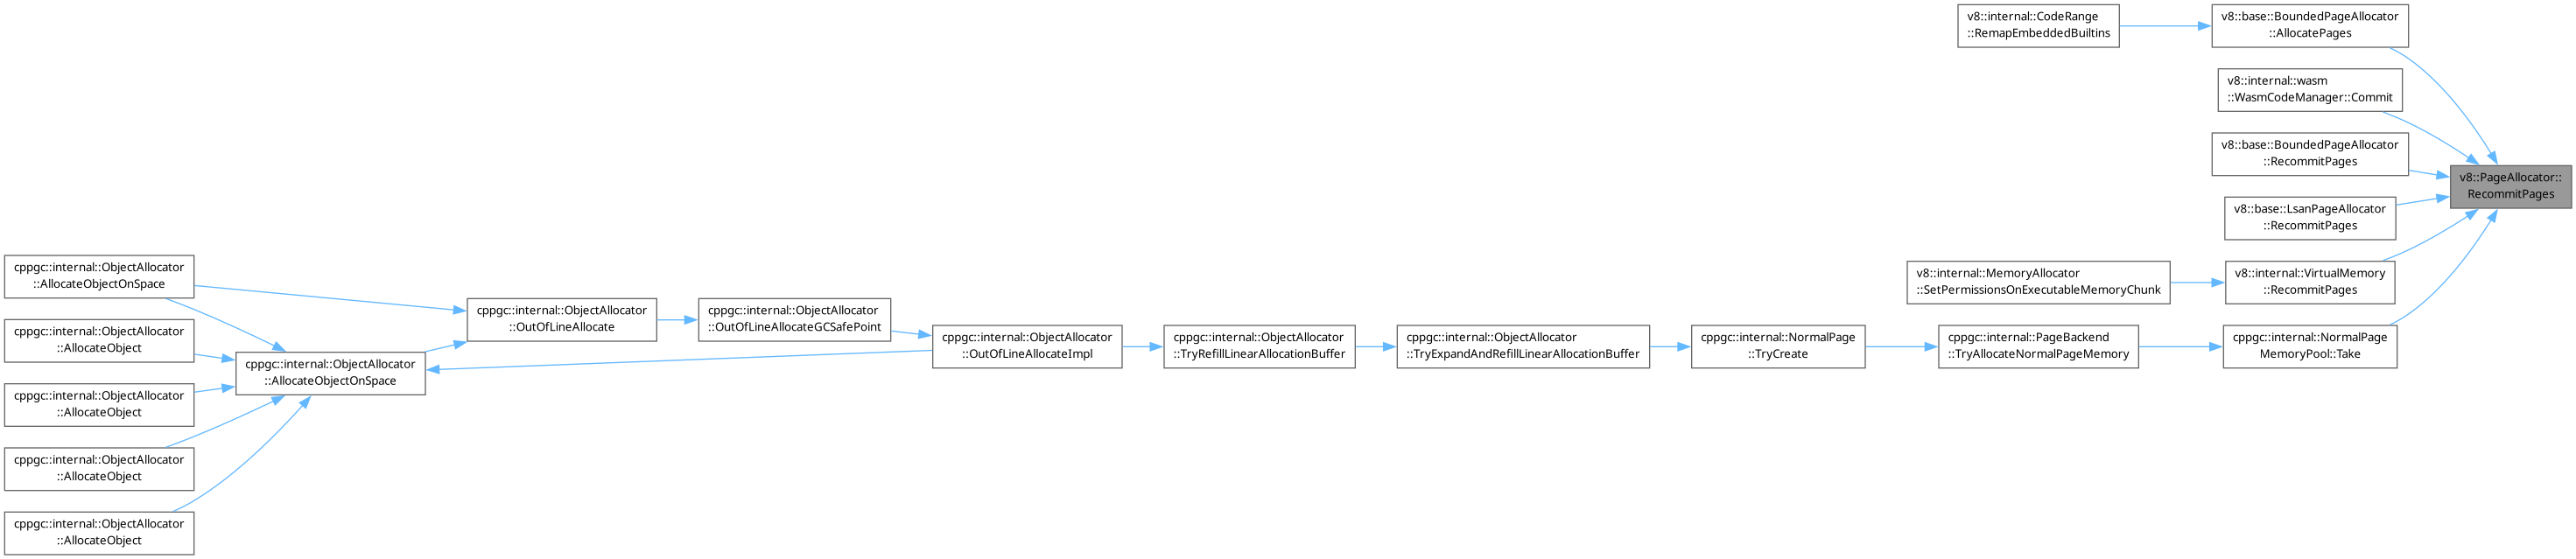 v8::internal::CodeRange
::RemapEmbeddedBuiltins
v8::base::BoundedPageAllocator
::AllocatePages
v8::internal::wasm
::WasmCodeManager::Commit
v8::base::BoundedPageAllocator
::RecommitPages
v8::PageAllocator::
RecommitPages
v8::base::LsanPageAllocator
::RecommitPages
v8::internal::MemoryAllocator
::SetPermissionsOnExecutableMemoryChunk
v8::internal::VirtualMemory
::RecommitPages
cppgc::internal::ObjectAllocator
::AllocateObjectOnSpace
cppgc::internal::ObjectAllocator
::AllocateObject
cppgc::internal::ObjectAllocator
::AllocateObject
cppgc::internal::ObjectAllocator
::AllocateObject
cppgc::internal::ObjectAllocator
::AllocateObject
cppgc::internal::ObjectAllocator
::AllocateObjectOnSpace
cppgc::internal::ObjectAllocator
::OutOfLineAllocate
cppgc::internal::ObjectAllocator
::OutOfLineAllocateGCSafePoint
cppgc::internal::ObjectAllocator
::OutOfLineAllocateImpl
cppgc::internal::ObjectAllocator
::TryRefillLinearAllocationBuffer
cppgc::internal::ObjectAllocator
::TryExpandAndRefillLinearAllocationBuffer
cppgc::internal::NormalPage
::TryCreate
cppgc::internal::PageBackend
::TryAllocateNormalPageMemory
cppgc::internal::NormalPage
MemoryPool::Take